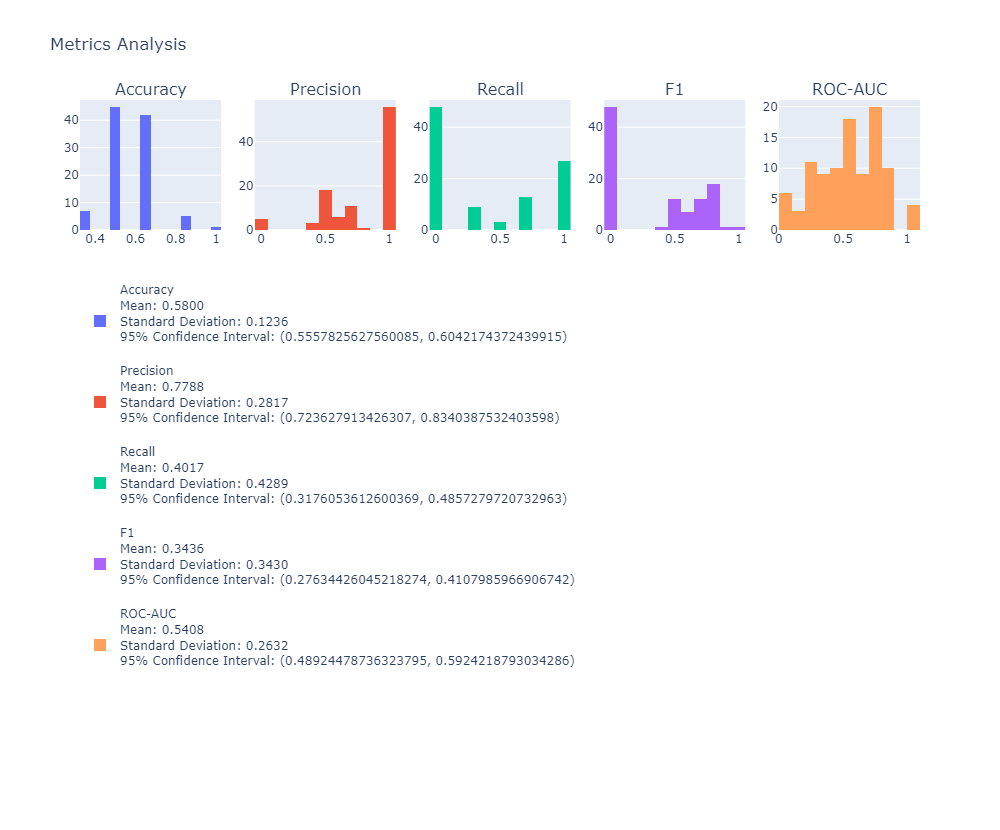 Metrics Analysis
Accuracy
Precision
Recall
F1
ROC-AUC
40
30
20
10
0
0.4
0.6
0.8
1
40
20
0
0
0.5
1
40
20
0
0
0.5
1
40
20
0
0
0.5
1
20
15
10
5
0
0
0.5
1
Accuracy
Mean: 0.5800
Standard Deviation: 0.1236
95% Confidence Interval: (0.5557825627560085, 0.6042174372439915)
Precision
Mean: 0.7788
Standard Deviation: 0.2817
95% Confidence Interval: (0.723627913426307, 0.8340387532403598)
Recall
Mean: 0.4017
Standard Deviation: 0.4289
95% Confidence Interval: (0.3176053612600369, 0.4857279720732963)
F1
Mean: 0.3436
Standard Deviation: 0.3430
95% Confidence Interval: (0.27634426045218274, 0.4107985966906742)
ROC-AUC
Mean: 0.5408
Standard Deviation: 0.2632
95% Confidence Interval: (0.48924478736323795, 0.5924218793034286)